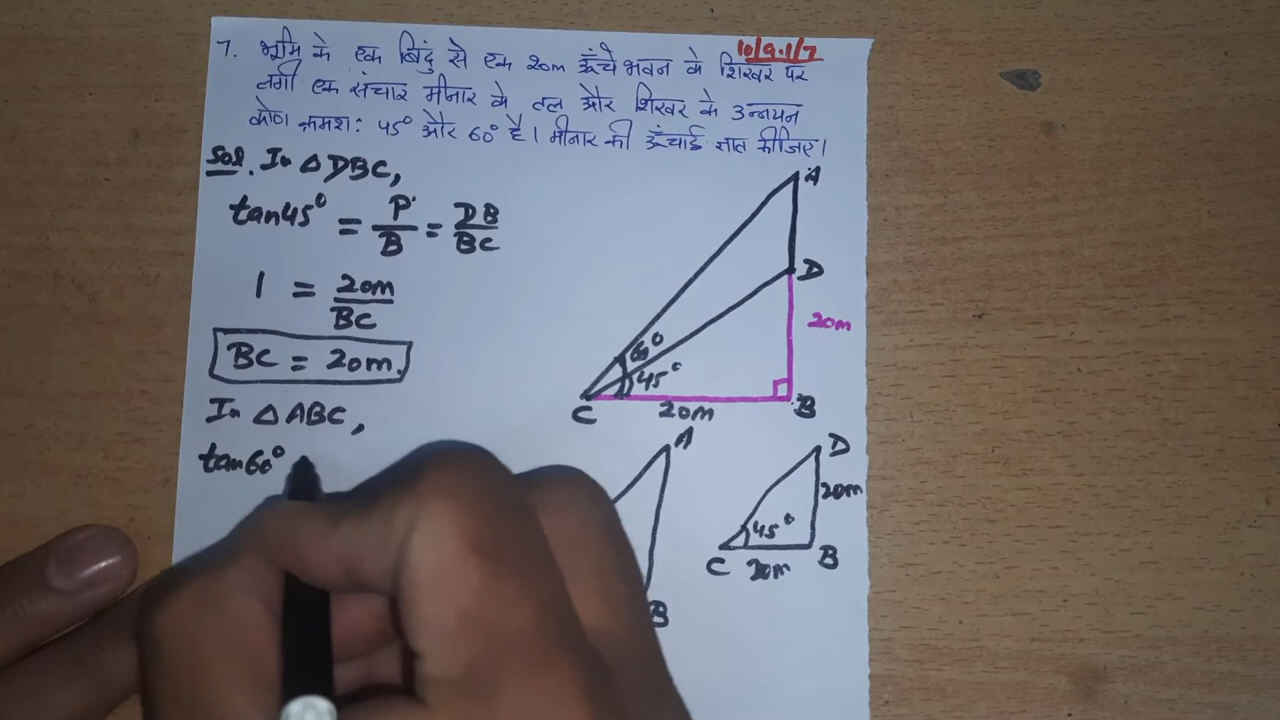 10/9.1/7
7. भूमि के एक बिंदु से एक 20m ऊँचे भवन के शिखर पर
लगी एक संचार मीनार के तल और शिखर के उन्नयन
कोण क्रमश: 45° और 60° है। मीनार की ऊँचाई ज्ञात कीजिए।
Sol. In △DBC,
tan45° = P/B = DB/BC
1 = 20m/BC
BC = 20m.
In △ABC,
tan60°
A
D
20m
60°
45°
C
20m
B
A
B
D
20m
45°
C
20m
B